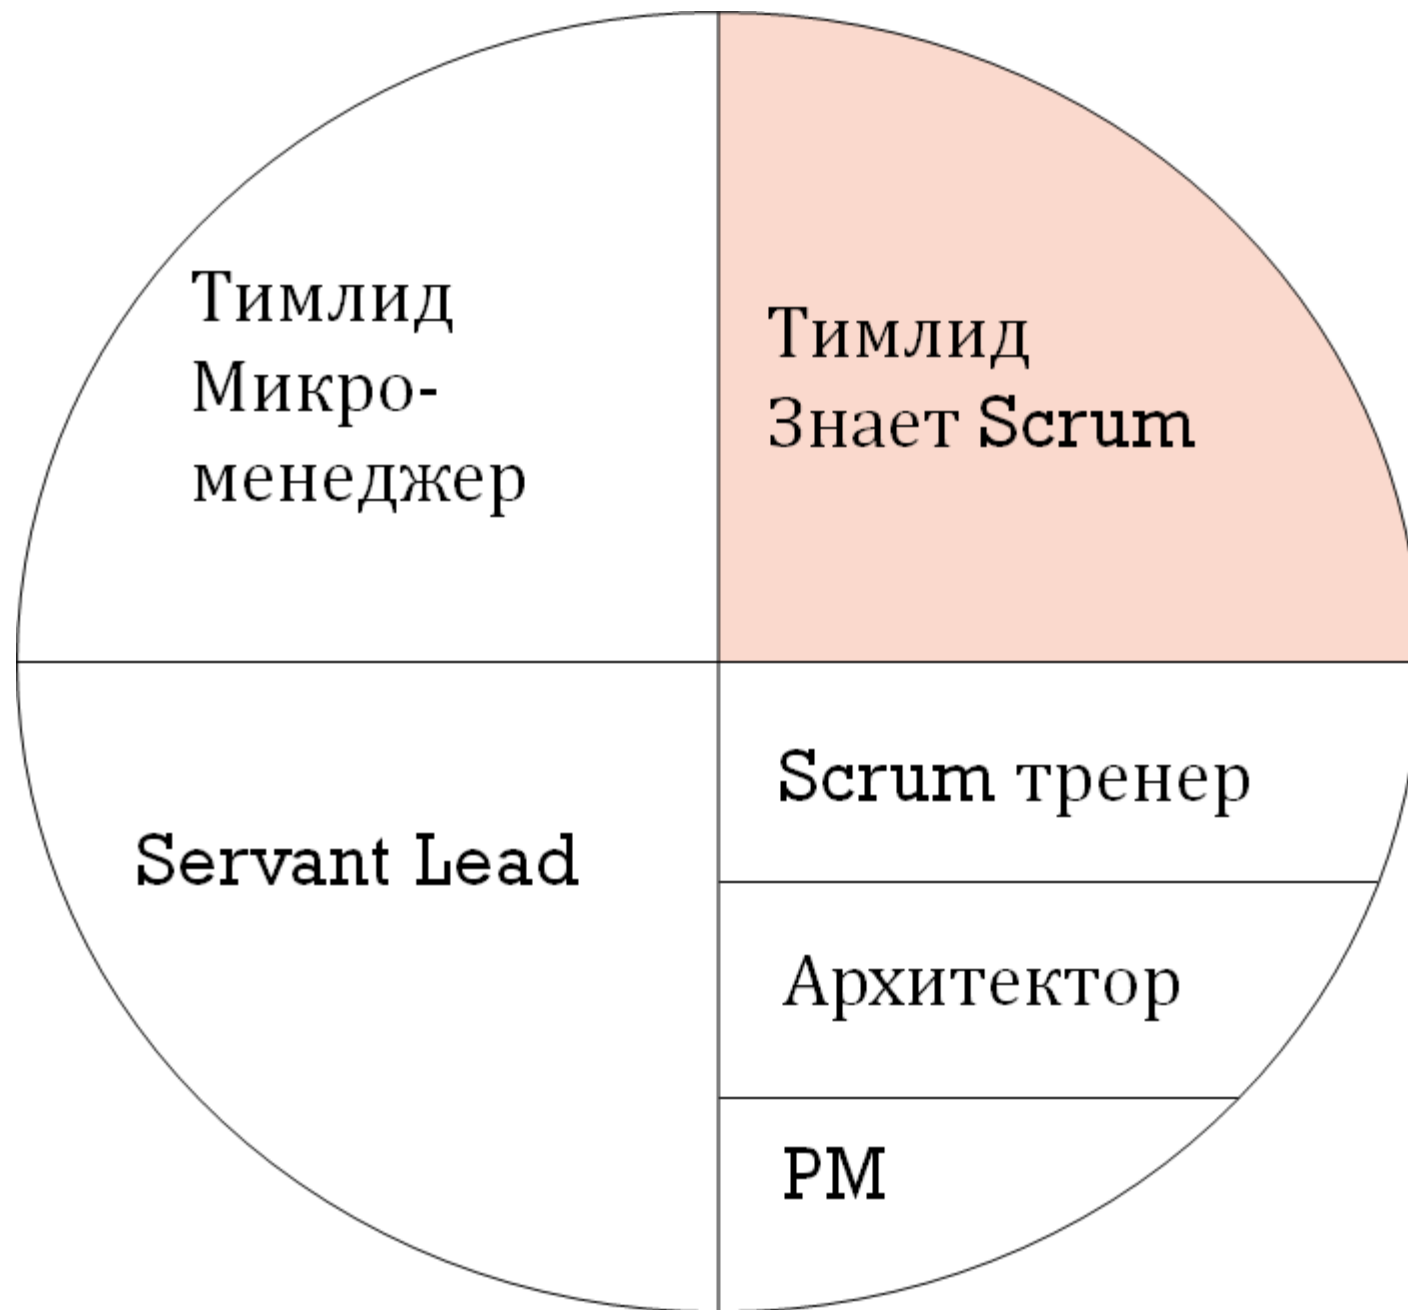 Тимлид
Микро-
менеджер
Тимлид
Знает Scrum
Servant Lead
Scrum тренер
Архитектор
PM